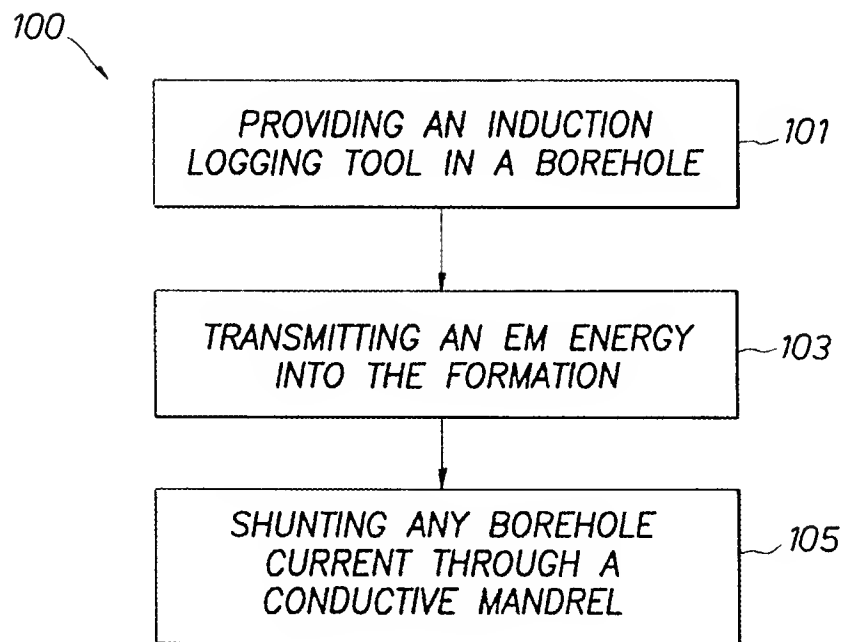 100
PROVIDING AN INDUCTION
LOGGING TOOL IN A BOREHOLE
101
TRANSMITTING AN EM ENERGY
INTO THE FORMATION
103
SHUNTING ANY BOREHOLE
CURRENT THROUGH A
CONDUCTIVE MANDREL
105